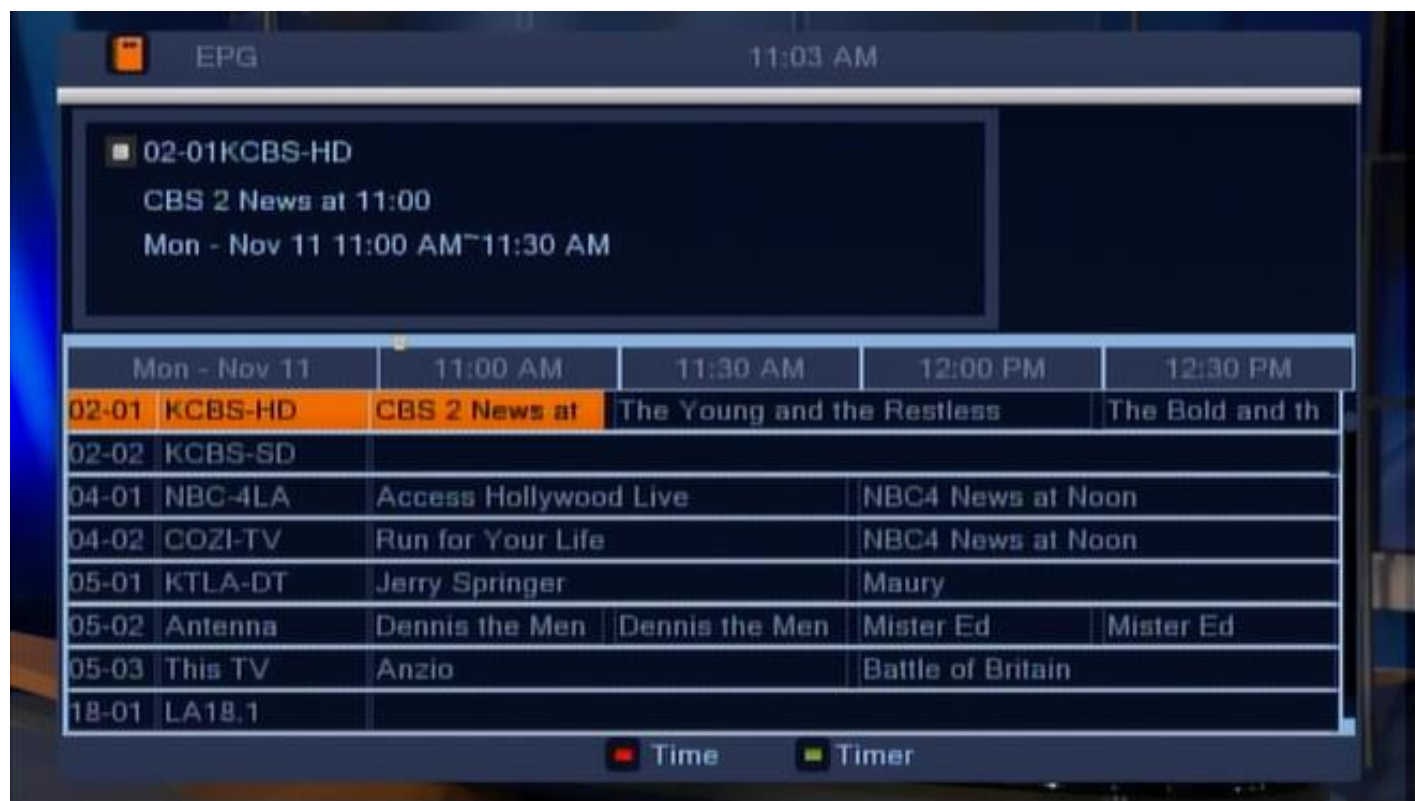 EPG 11:03 AM
02-01KCBS-HD
CBS 2 News at 11:00
Mon - Nov 11 11:00 AM~11:30 AM
Mon - Nov 11 11:00 AM 11:30 AM 12:00 PM 12:30 PM
02-01 KCBS-HD CBS 2 News at The Young and the Restless The Bold and th
02-02 KCBS-SD
04-01 NBC-4LA Access Hollywood Live NBC4 News at Noon
04-02 COZI-TV Run for Your Life NBC4 News at Noon
05-01 KTLA-DT Jerry Springer Maury
05-02 Antenna Dennis the Men Dennis the Men Mister Ed Mister Ed
05-03 This TV Anzio Battle of Britain
18-01 LA18.1
Time Timer